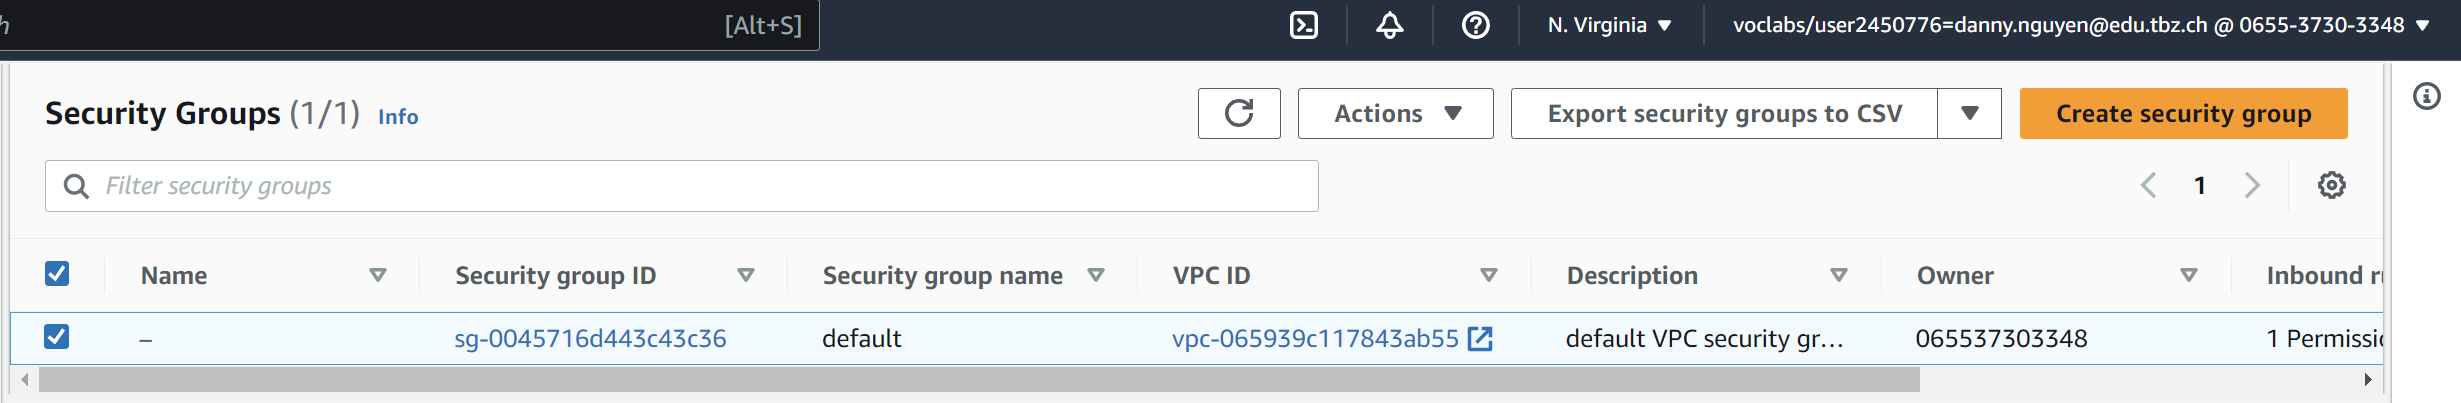 h [Alt+S] N. Virginia voclabs/user2450776=danny.nguyen@edu.tbz.ch @ 0655-3730-3348
Security Groups (1/1) Info Actions Export security groups to CSV Create security group
Filter security groups 1
Name Security group ID Security group name VPC ID Description Owner Inbound r
– sg-0045716d443c43c36 default vpc-065939c117843ab55 default VPC security gr... 065537303348 1 Permissi